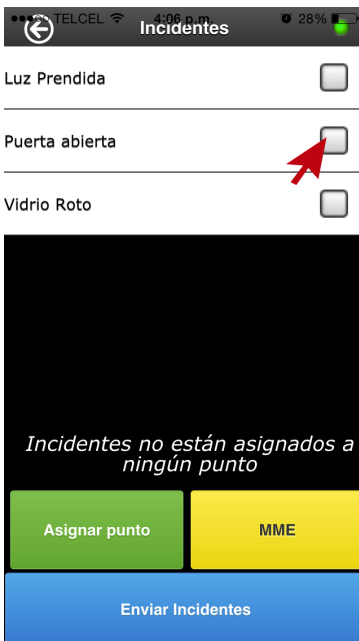 TELCEL 4:06 p.m. 28%
Incidentes
Luz Prendida
Puerta abierta
Vidrio Roto
Incidentes no están asignados a
ningún punto
Asignar punto MME
Enviar Incidentes